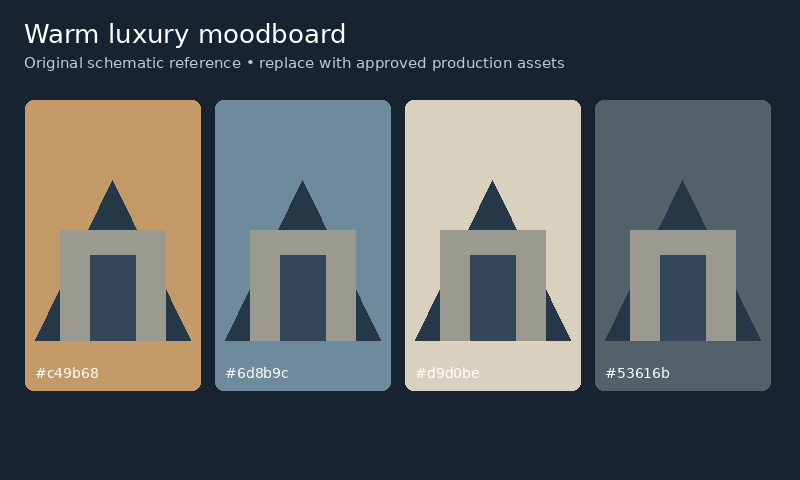 Warm luxury moodboard
Original schematic reference • replace with approved production assets
#c49b68
#6d8b9c
#d9d0be
#53616b